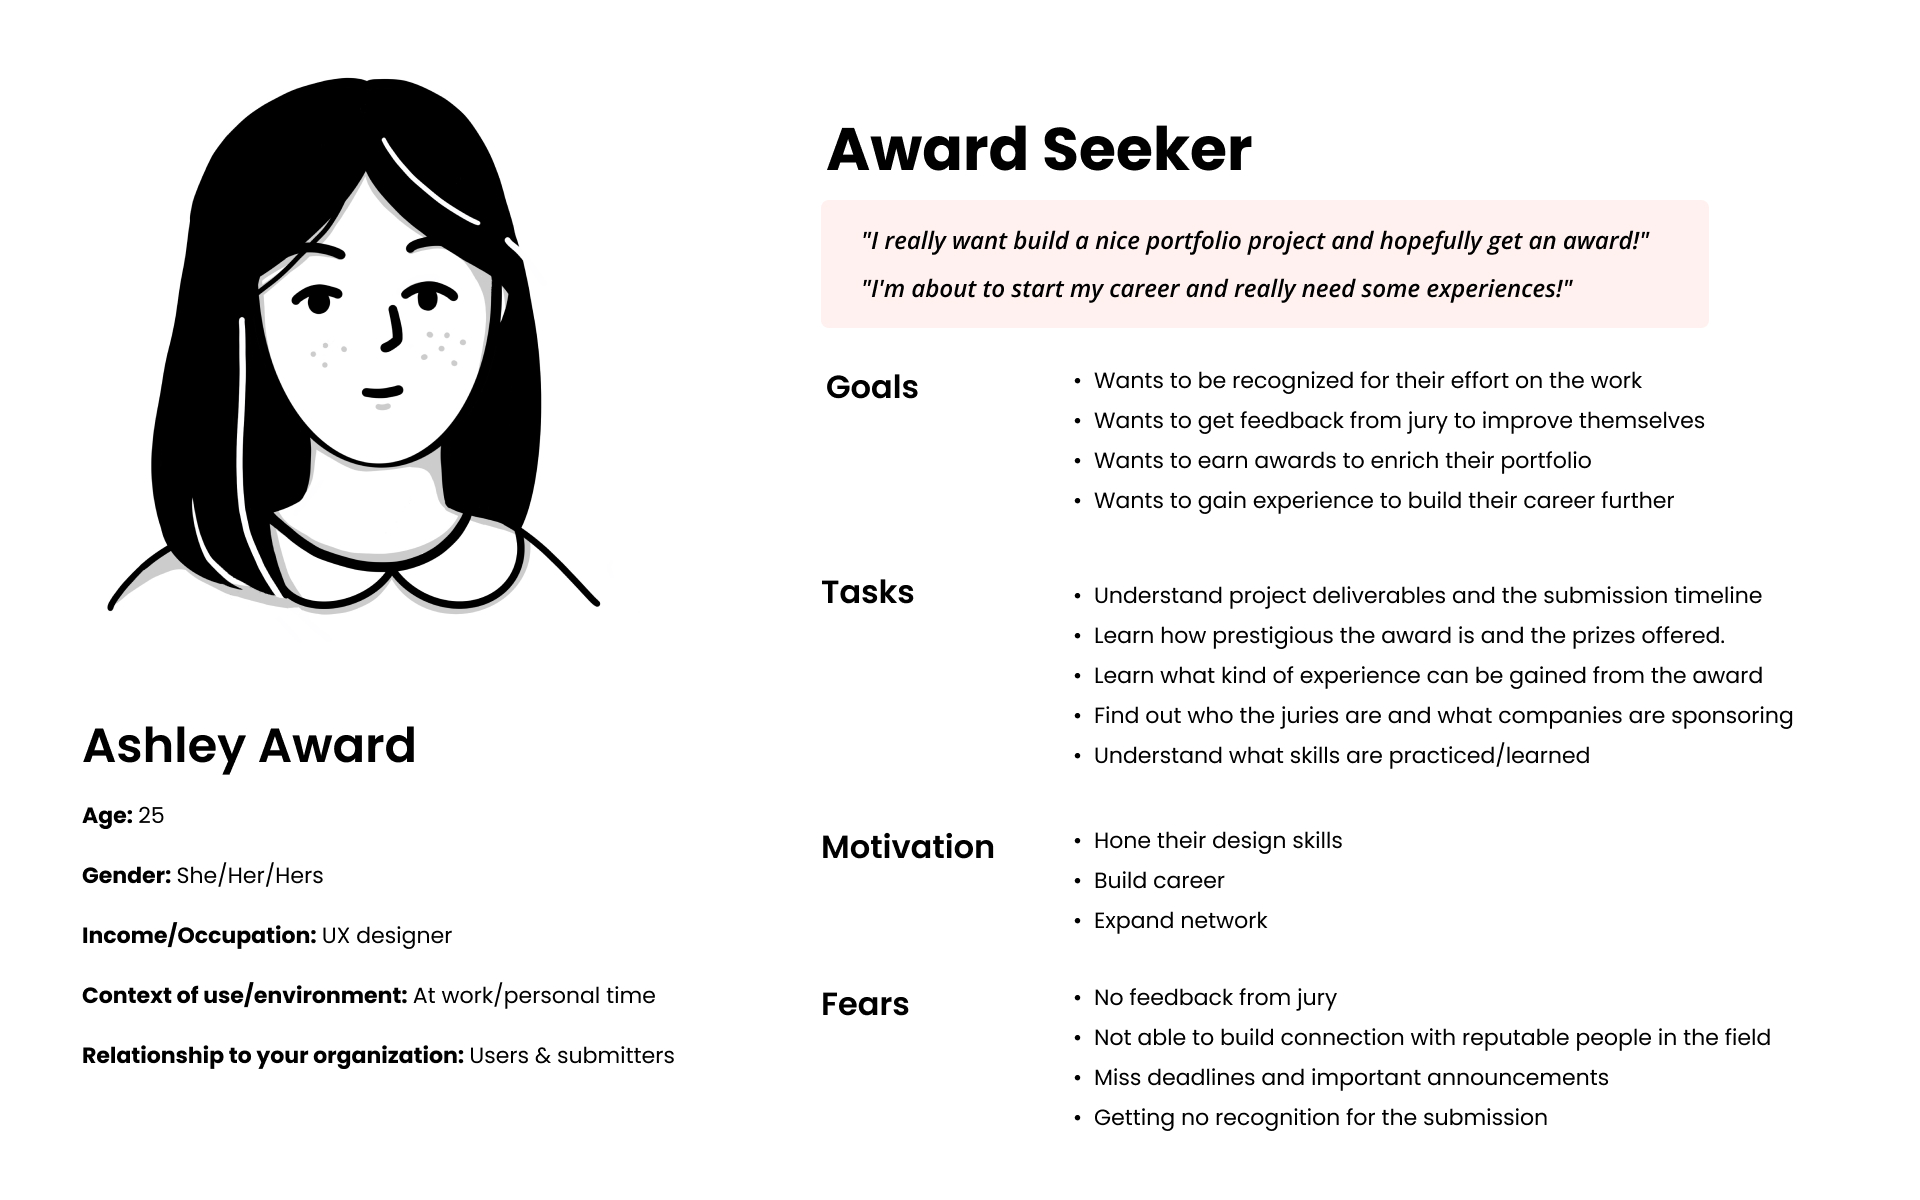 Award Seeker
"I really want build a nice portfolio project and hopefully get an award!"
"I'm about to start my career and really need some experiences!"
Goals
• Wants to be recognized for their effort on the work
• Wants to get feedback from jury to improve themselves
• Wants to earn awards to enrich their portfolio
• Wants to gain experience to build their career further
Tasks
• Understand project deliverables and the submission timeline
• Learn how prestigious the award is and the prizes offered.
• Learn what kind of experience can be gained from the award
• Find out who the juries are and what companies are sponsoring
• Understand what skills are practiced/learned
Motivation
• Hone their design skills
• Build career
• Expand network
Fears
• No feedback from jury
• Not able to build connection with reputable people in the field
• Miss deadlines and important announcements
• Getting no recognition for the submission
Ashley Award
Age: 25
Gender: She/Her/Hers
Income/Occupation: UX designer
Context of use/environment: At work/personal time
Relationship to your organization: Users & submitters